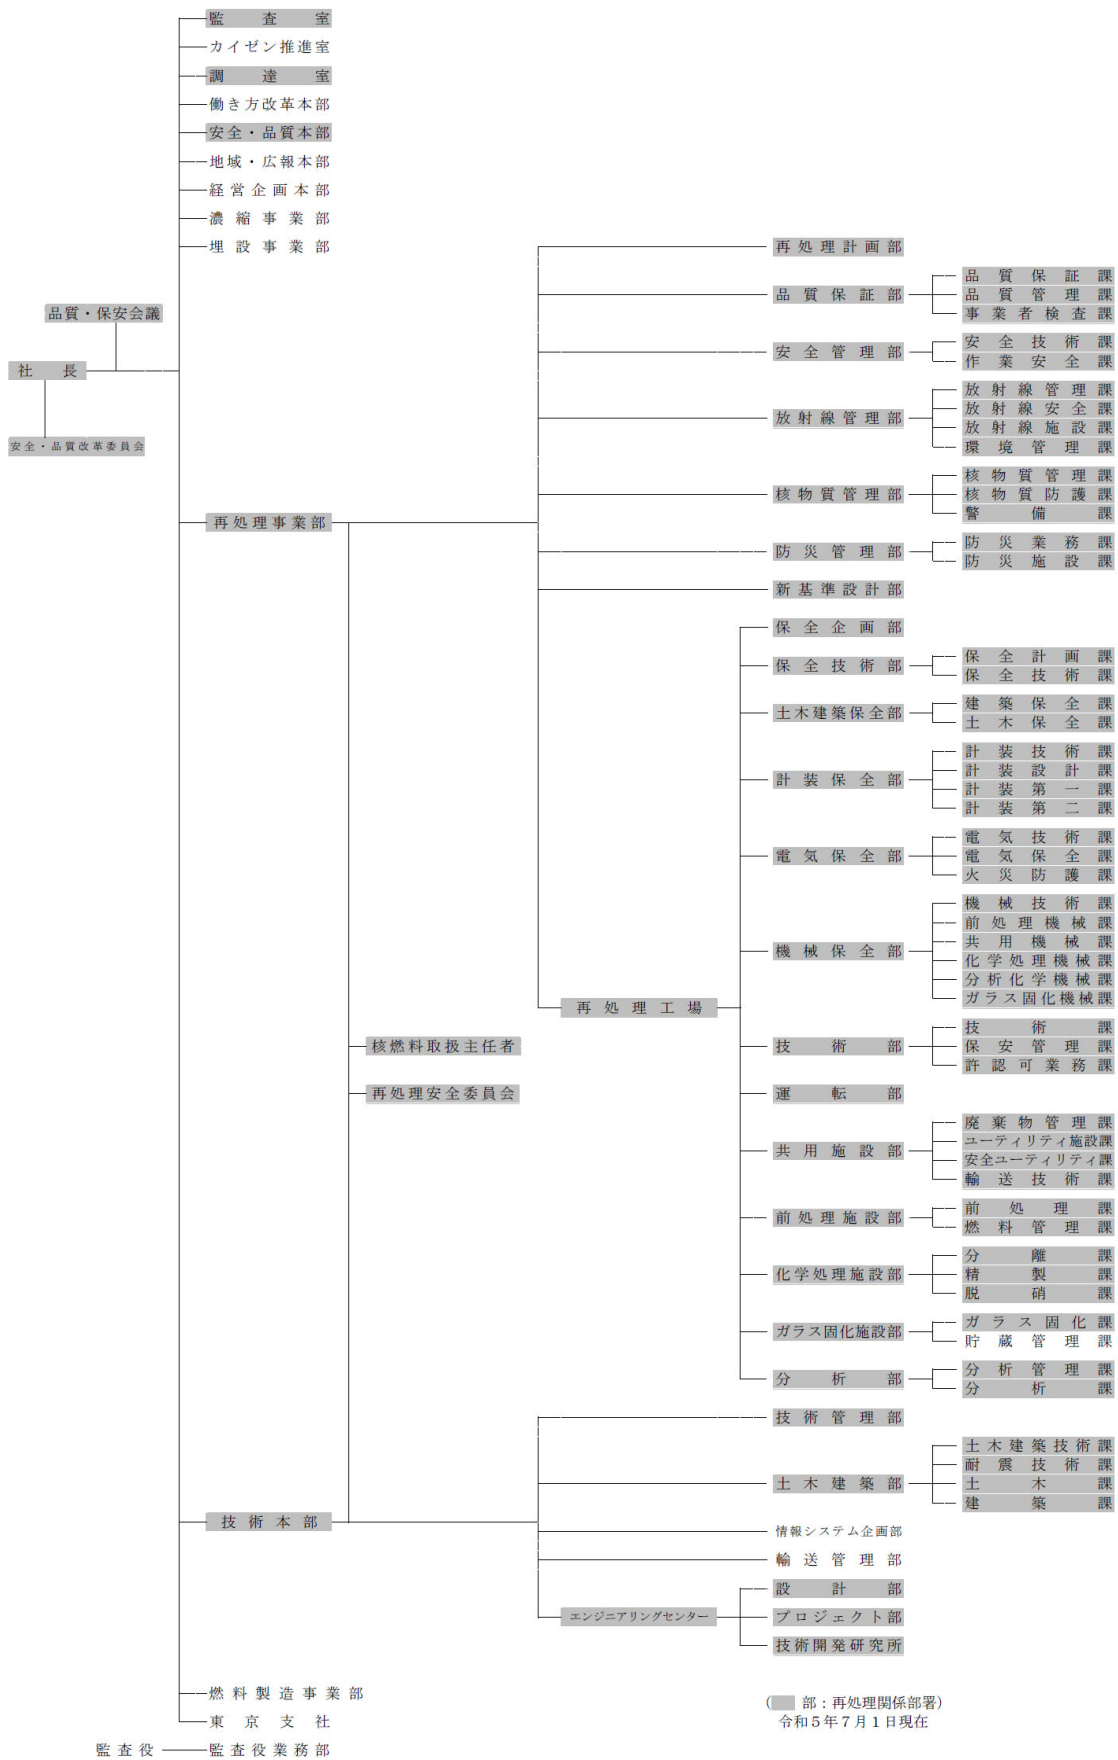 監査室
カイゼン推進室
調達室
働き方改革本部
安全・品質本部
地域・広報本部
経営企画本部
濃縮事業部
埋設事業部
品質・保安会議
社長
安全・品質改革委員会
再処理事業部
再処理計画部
品質保証部
品質保証課
品質管理課
事業者検査課
安全管理部
安全技術課
作業安全課
放射線管理部
放射線管理課
放射線安全課
放射線施設課
環境管理課
核物質管理部
核物質管理課
核物質防護課
警備課
防災管理部
防災業務課
防災施設課
新基準設計部
再処理工場
保全企画部
保全技術部
保全計画課
保全技術課
土木建築保全部
建築保全課
土木保全課
計装保全部
計装技術課
計装設計課
計装第一課
計装第二課
電気保全部
電気技術課
電気保全課
火災防護課
機械保全部
機械技術課
前処理機械課
共用機械課
化学処理機械課
分析化学機械課
ガラス固化機械課
技術部
技術課
保安管理課
許認可業務課
運転部
共用施設部
廃棄物管理課
ユーティリティ施設課
安全ユーティリティ課
輸送技術課
前処理施設部
前処理課
燃料管理課
化学処理施設部
分離課
精製課
脱硝課
ガラス固化施設部
ガラス固化課
貯蔵管理課
分析部
分析管理課
分析課
核燃料取扱主任者
再処理安全委員会
技術本部
技術管理部
土木建築部
土木建築技術課
耐震技術課
土木課
建築課
情報システム企画部
輸送管理部
エンジニアリングセンター
設計部
プロジェクト部
技術開発研究所
燃料製造事業部
東京支社
監査役 監査役業務部
( 部：再処理関係部署)
令和５年７月１日現在